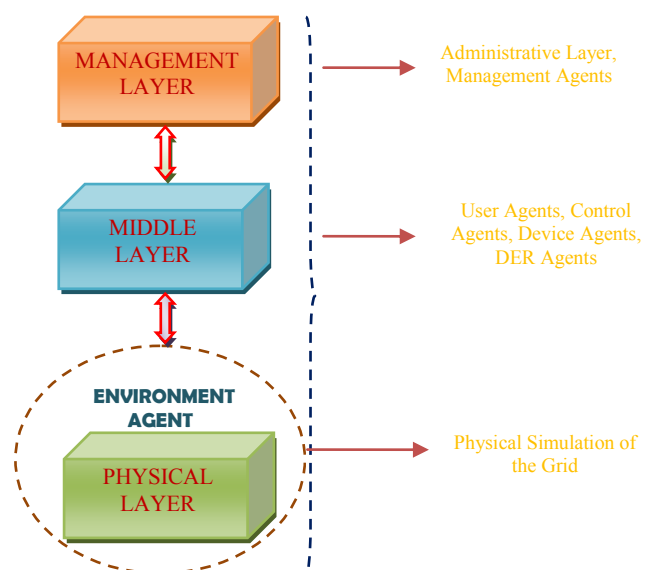 MANAGEMENT
LAYER
Administrative Layer,
Management Agents
MIDDLE
LAYER
User Agents, Control
Agents, Device Agents,
DER Agents
ENVIRONMENT
AGENT
PHYSICAL
LAYER
Physical Simulation of
the Grid